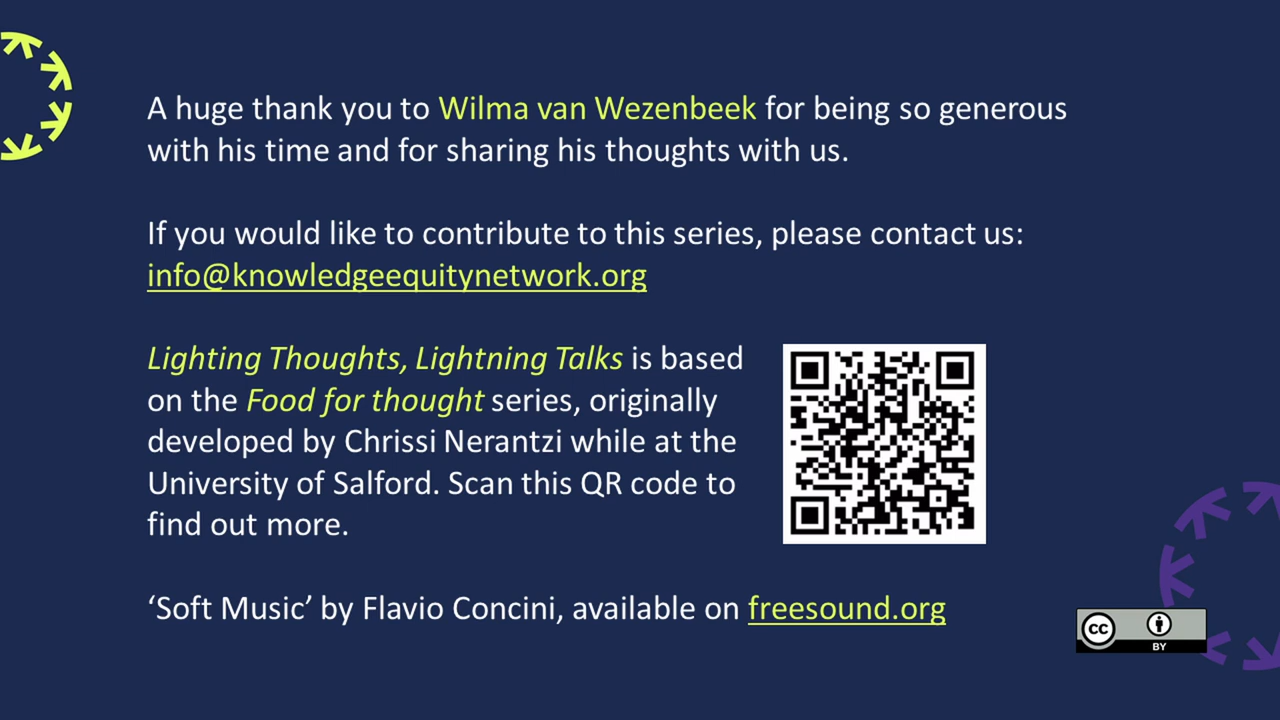 A huge thank you to Wilma van Wezenbeek for being so generous
with his time and for sharing his thoughts with us.
If you would like to contribute to this series, please contact us:
info@knowledgeequitynetwork.org
Lighting Thoughts, Lightning Talks is based
on the Food for thought series, originally
developed by Chrissi Nerantzi while at the
University of Salford. Scan this QR code to
find out more.
‘Soft Music’ by Flavio Concini, available on freesound.org
cc
BY